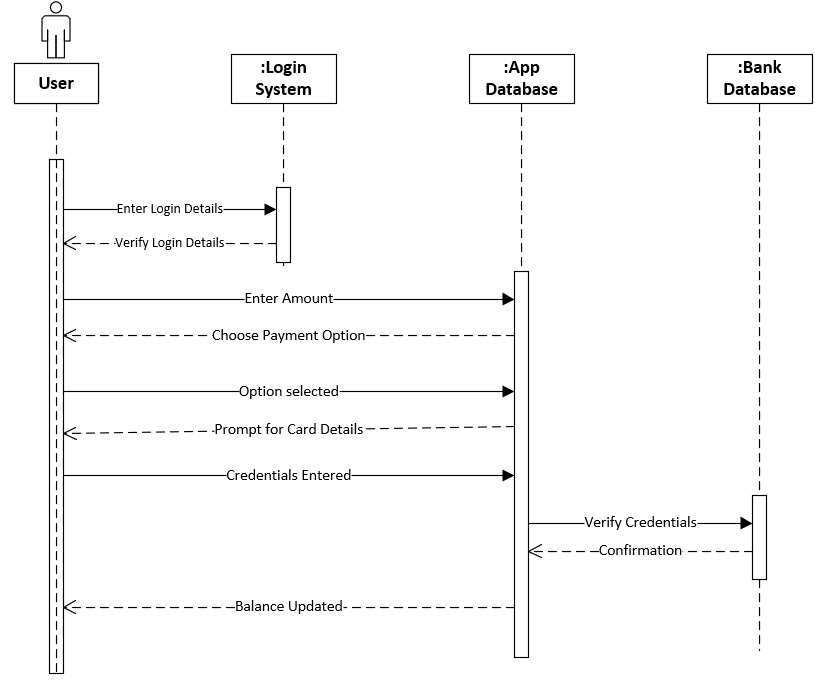 User
:Login
System
:App
Database
:Bank
Database
Enter Login Details
Verify Login Details
Enter Amount
Choose Payment Option
Option selected
Prompt for Card Details
Credentials Entered
Verify Credentials
Confirmation
Balance Updated